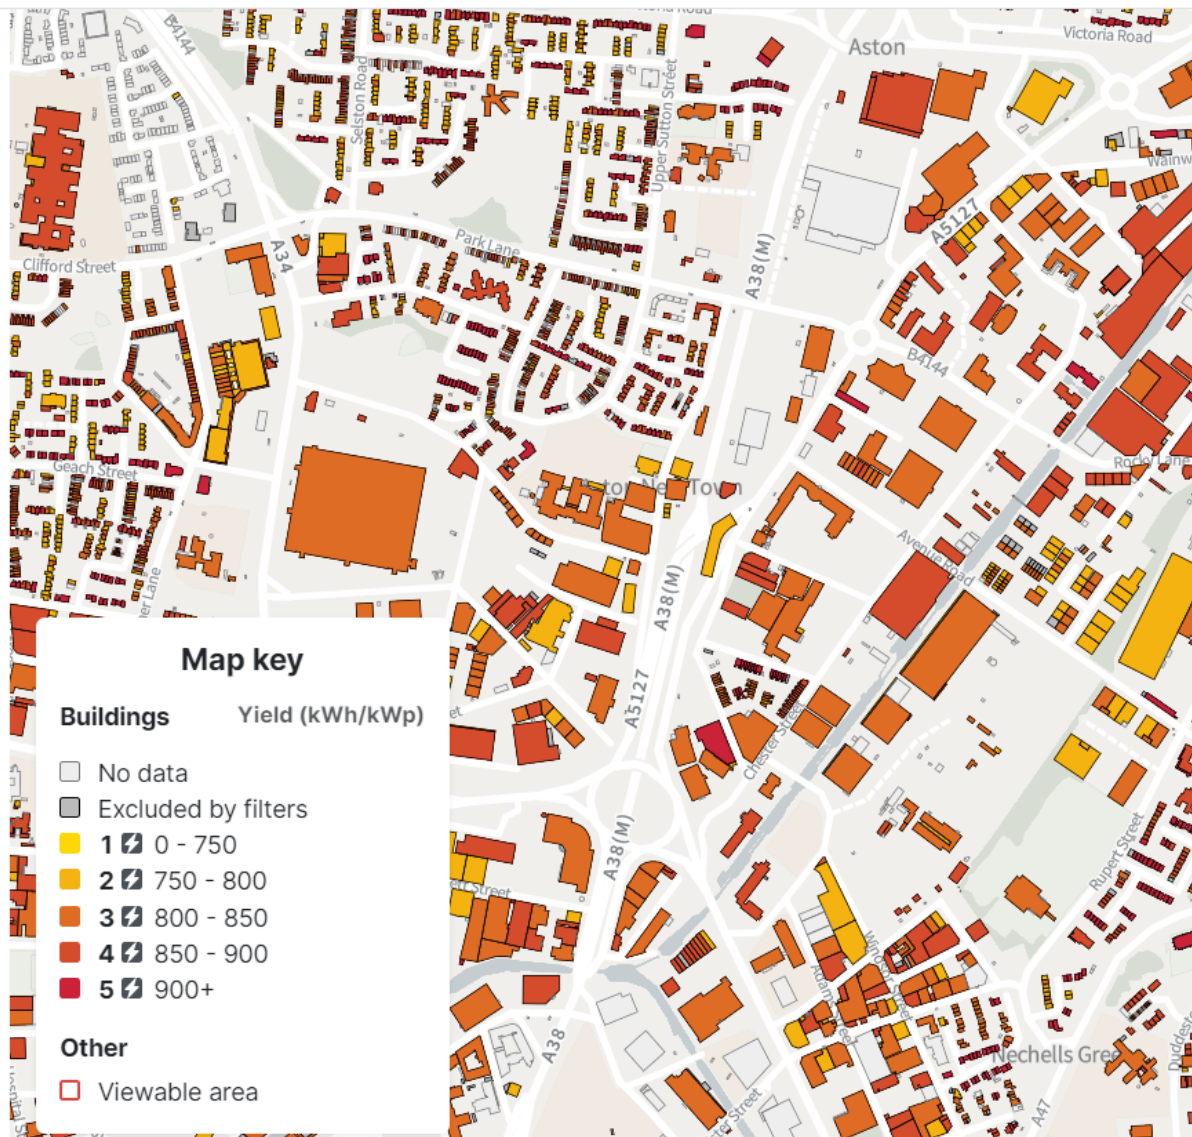 Victoria Road
Aston
B4144
Selston Road
Upper Sutton Street
A5127
A38(M)
Park Lane
A34
Clifford Street
B4144
Rocky Lane
Geach Street
Town
Avenue Road
A38(M)
A5127
Chester Street
A38(M)
Rupert Street
Windsor Street
Nechells Gree
A38
A47
Map key
Buildings Yield (kWh/kWp)
No data
Excluded by filters
1 0 - 750
2 750 - 800
3 800 - 850
4 850 - 900
5 900+
Other
Viewable area